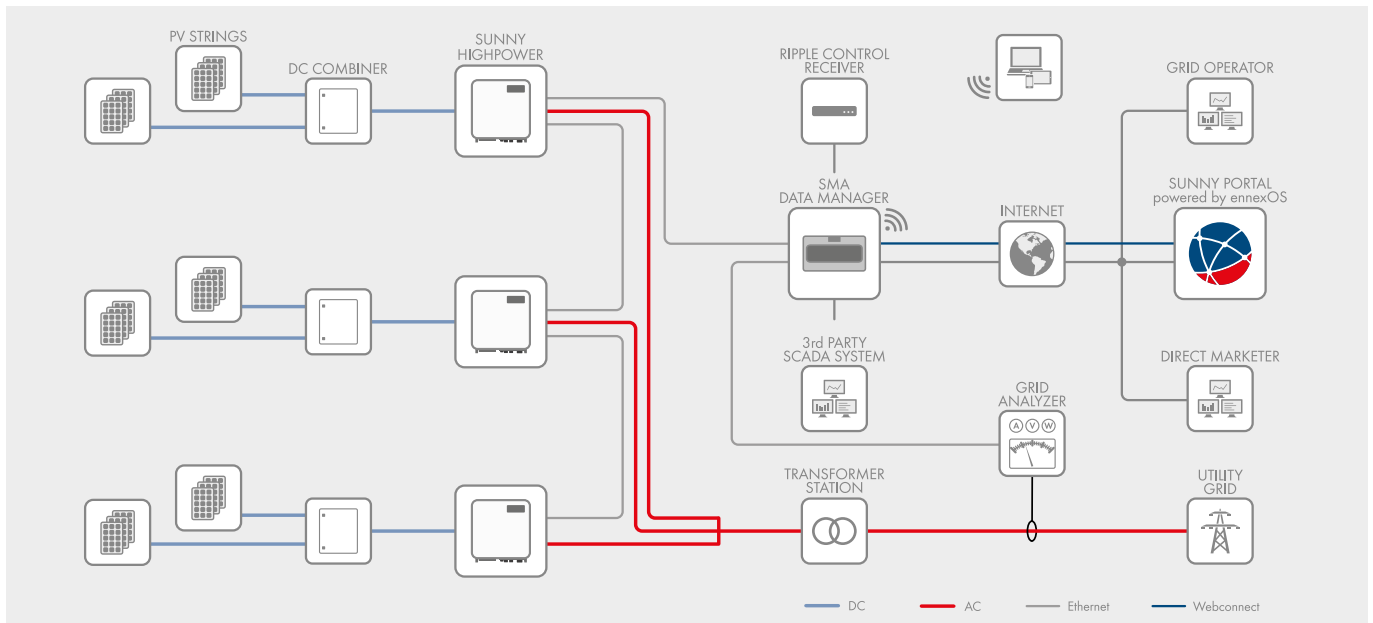 PV STRINGS
DC COMBINER
SUNNY
HIGHPOWER
RIPPLE CONTROL
RECEIVER
GRID OPERATOR
SMA
DATA MANAGER
INTERNET
SUNNY PORTAL
powered by ennexOS
3rd PARTY
SCADA SYSTEM
GRID
ANALYZER
A V W
DIRECT MARKETER
TRANSFORMER
STATION
UTILITY
GRID
DC
AC
Ethernet
Webconnect